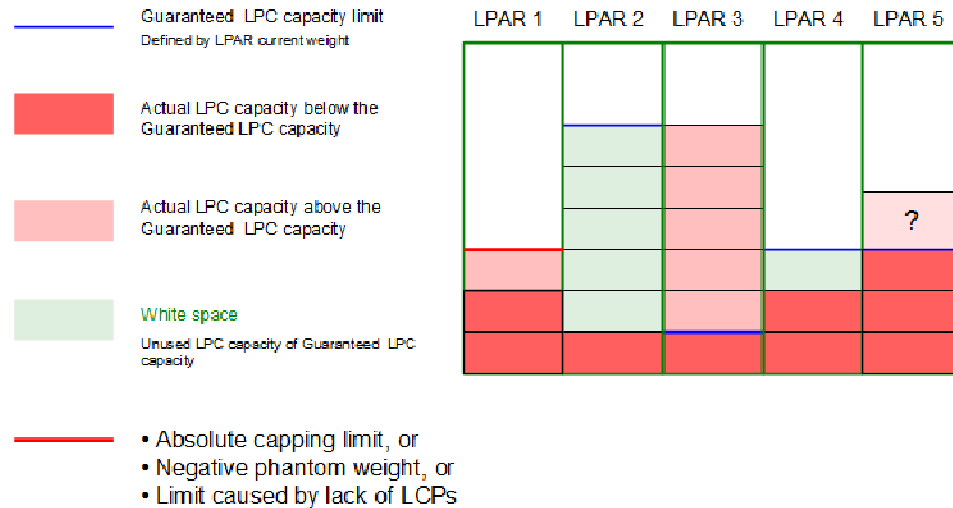 Guaranteed LPC capacity limit
Defined by LPAR current weight
Actual LPC capacity below the
Guaranteed LPC capacity
Actual LPC capacity above the
Guaranteed LPC capacity
White space
Unused LPC capacity of Guaranteed LPC
capacity
• Absolute capping limit, or
• Negative phantom weight, or
• Limit caused by lack of LCPs
LPAR 1 LPAR 2 LPAR 3 LPAR 4 LPAR 5
?